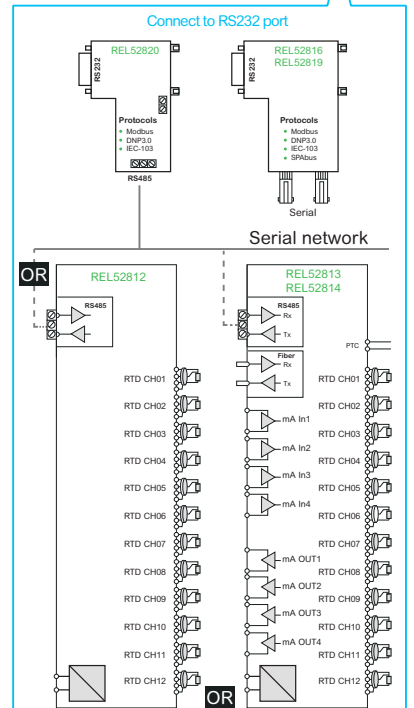 Connect to RS232 port
REL52820
RS232
Protocols
• Modbus
• DNP3.0
• IEC-103
RS485
REL52816
REL52819
RS232
Protocols
• Modbus
• DNP3.0
• IEC-103
• SPAbus
Serial
Serial network
OR
REL52812
RS485
RTD CH01
RTD CH02
RTD CH03
RTD CH04
RTD CH05
RTD CH06
RTD CH07
RTD CH08
RTD CH09
RTD CH10
RTD CH11
RTD CH12
OR
REL52813
REL52814
RS485
Rx
Tx
Fiber
Rx
Tx
mA In1
mA In2
mA In3
mA In4
mA OUT1
mA OUT2
mA OUT3
mA OUT4
PTC
RTD CH01
RTD CH02
RTD CH03
RTD CH04
RTD CH05
RTD CH06
RTD CH07
RTD CH08
RTD CH09
RTD CH10
RTD CH11
RTD CH12